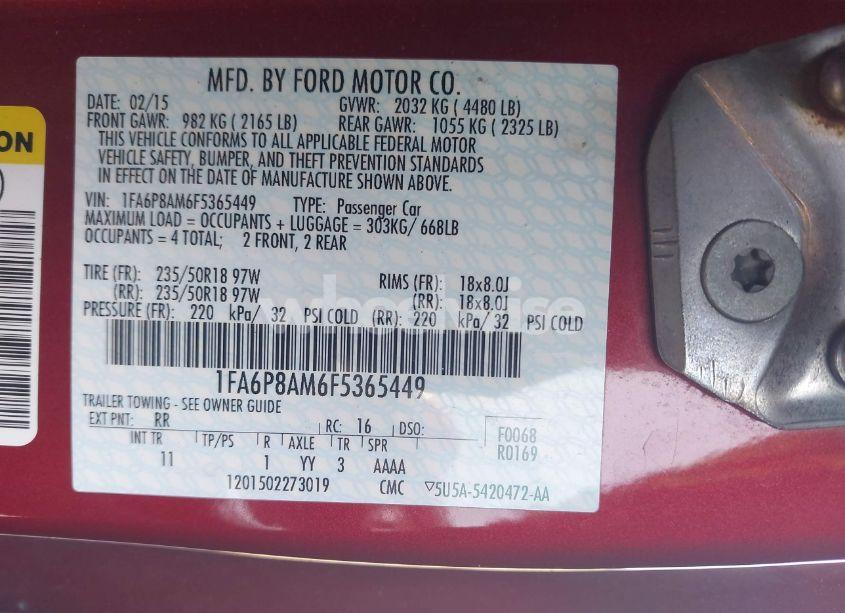 ON
MFD. BY FORD MOTOR CO.
DATE: 02/15 GVWR: 2032 KG ( 4480 LB)
FRONT GAWR: 982 KG ( 2165 LB) REAR GAWR: 1055 KG ( 2325 LB)
THIS VEHICLE CONFORMS TO ALL APPLICABLE FEDERAL MOTOR
VEHICLE SAFETY, BUMPER, AND THEFT PREVENTION STANDARDS
IN EFFECT ON THE DATE OF MANUFACTURE SHOWN ABOVE.
VIN: 1FA6P8AM6F5365449 TYPE: Passenger Car
MAXIMUM LOAD = OCCUPANTS + LUGGAGE = 303KG/ 668LB
OCCUPANTS = 4 TOTAL; 2 FRONT, 2 REAR
TIRE (FR): 235/50R18 97W RIMS (FR): 18x8.0J
(RR): 235/50R18 97W (RR): 18x8.0J
PRESSURE (FR): 220 kPa/ 32 PSI COLD (RR): 220 kPa/ 32 PSI COLD
1FA6P8AM6F5365449
TRAILER TOWING - SEE OWNER GUIDE
EXT PNT: RR RC: 16 DSO: F0068
INT TR TP/PS R AXLE TR SPR R0169
11 1 YY 3 AAAA
1201502273019 CMC ▽5U5A-5420472-AA